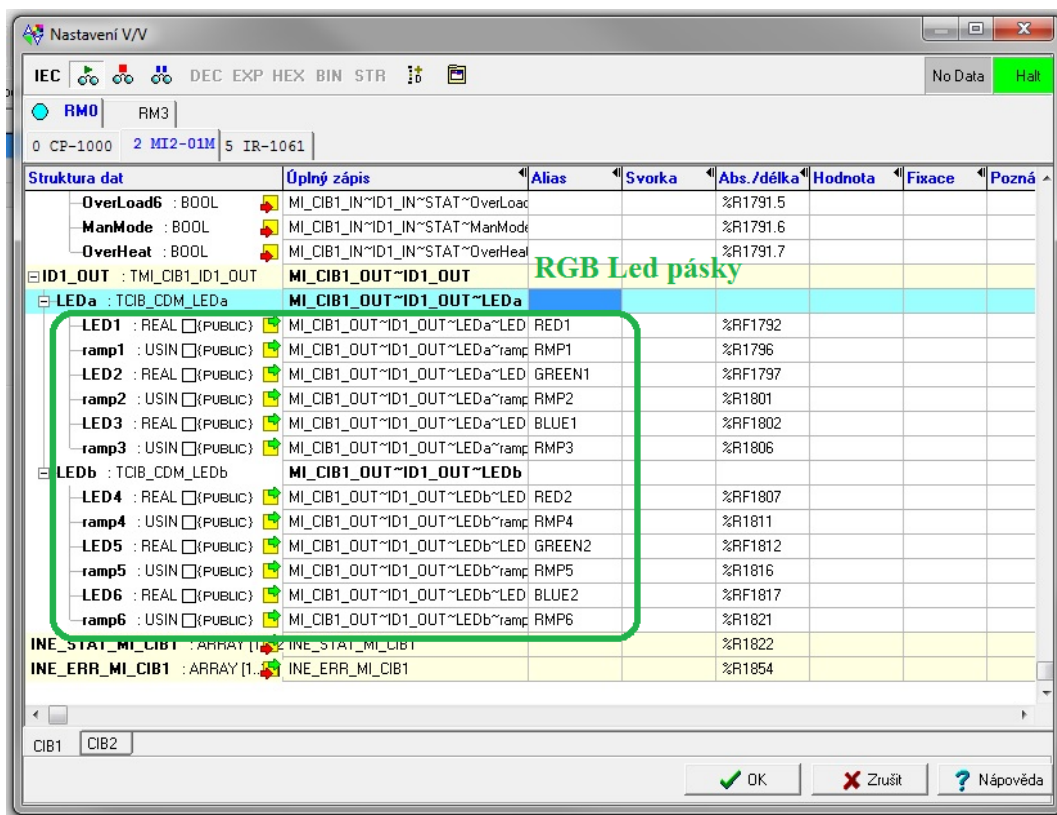 Nastavení V/V
IEC DEC EXP HEX BIN STR No Data Halt
RM0 RM3
0 CP-1000 2 MI2-01M 5 IR-1061
Struktura dat Úplný zápis Alias Svorka Abs./délka Hodnota Fixace Pozná
OverLoad6 : BOOL MI_CIB1_IN~ID1_IN~STAT~OverLoad %R1791.5
ManMode : BOOL MI_CIB1_IN~ID1_IN~STAT~ManMode %R1791.6
OverHeat : BOOL MI_CIB1_IN~ID1_IN~STAT~OverHeat %R1791.7
RGB Led pásky
ID1_OUT : TMI_CIB1_ID1_OUT MI_CIB1_OUT~ID1_OUT
LEDa : TCIB_CDM_LEDa MI_CIB1_OUT~ID1_OUT~LEDa
LED1 : REAL {PUBLIC} MI_CIB1_OUT~ID1_OUT~LEDa~LED RED1 %RF1792
ramp1 : USIN {PUBLIC} MI_CIB1_OUT~ID1_OUT~LEDa~ramp RMP1 %R1796
LED2 : REAL {PUBLIC} MI_CIB1_OUT~ID1_OUT~LEDa~LED GREEN1 %RF1797
ramp2 : USIN {PUBLIC} MI_CIB1_OUT~ID1_OUT~LEDa~ramp RMP2 %R1801
LED3 : REAL {PUBLIC} MI_CIB1_OUT~ID1_OUT~LEDa~LED BLUE1 %RF1802
ramp3 : USIN {PUBLIC} MI_CIB1_OUT~ID1_OUT~LEDa~ramp RMP3 %R1806
LEDb : TCIB_CDM_LEDb MI_CIB1_OUT~ID1_OUT~LEDb
LED4 : REAL {PUBLIC} MI_CIB1_OUT~ID1_OUT~LEDb~LED RED2 %RF1807
ramp4 : USIN {PUBLIC} MI_CIB1_OUT~ID1_OUT~LEDb~ramp RMP4 %R1811
LED5 : REAL {PUBLIC} MI_CIB1_OUT~ID1_OUT~LEDb~LED GREEN2 %RF1812
ramp5 : USIN {PUBLIC} MI_CIB1_OUT~ID1_OUT~LEDb~ramp RMP5 %R1816
LED6 : REAL {PUBLIC} MI_CIB1_OUT~ID1_OUT~LEDb~LED BLUE2 %RF1817
ramp6 : USIN {PUBLIC} MI_CIB1_OUT~ID1_OUT~LEDb~ramp RMP6 %R1821
INE_STAT_MI_CIB1 : ARRAY [1..2 INE_STAT_MI_CIB1 %R1822
INE_ERR_MI_CIB1 : ARRAY [1.. INE_ERR_MI_CIB1 %R1854
CIB1 CIB2
OK Zrušit Nápověda